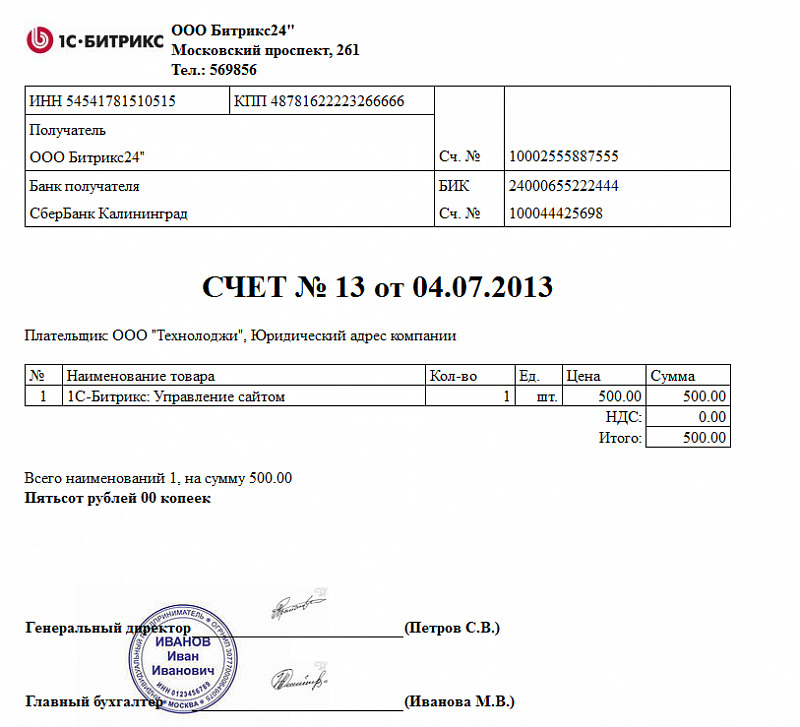 1С·БИТРИКС
ООО Битрикс24"
Московский проспект, 261
Тел.: 569856
ИНН 54541781510515 КПП 48781622223266666
Получатель
ООО Битрикс24" Сч. № 10002555887555
Банк получателя БИК 24000655222444
СберБанк Калининград Сч. № 100044425698
СЧЕТ № 13 от 04.07.2013
Плательщик: ООО "Технолоджи", Юридический адрес компании
№ Наименование товара Кол-во Ед. Цена Сумма
1 1С-Битрикс: Управление сайтом 1 шт. 500.00 500.00
НДС: 0.00
Итого: 500.00
Всего наименований 1, на сумму 500.00
Пятьсот рублей 00 копеек
Генеральный директор (Петров С.В.)
ИНДИВИДУАЛЬНЫЙ ПРЕДПРИНИМАТЕЛЬ
ИВАНОВ
Иван
Иванович
ИНН 0123456789
МОСКВА
Главный бухгалтер (Иванова М.В.)